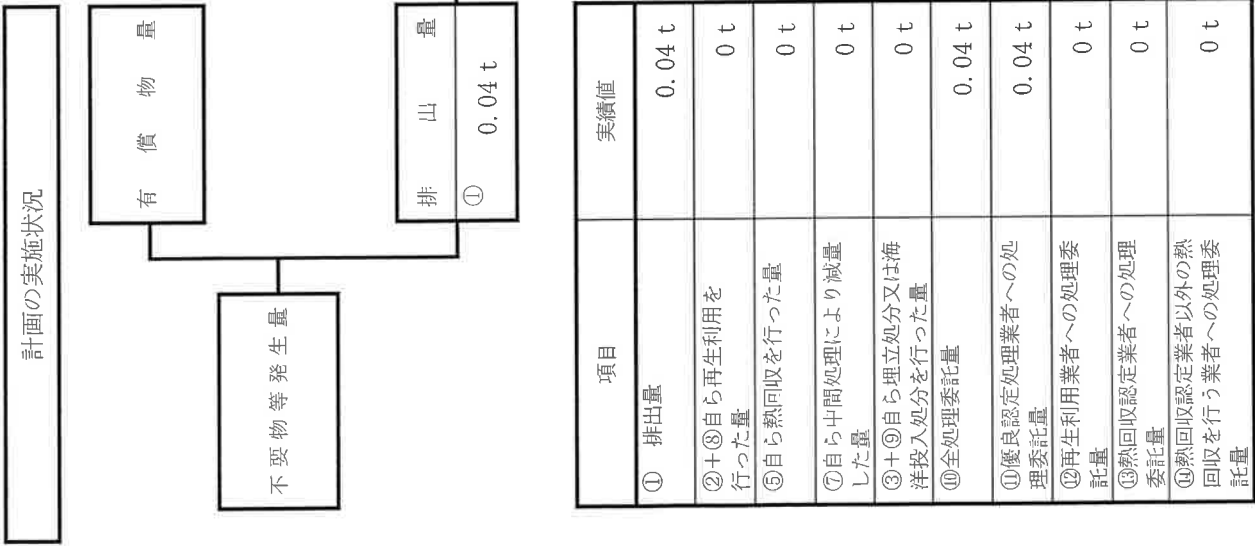 計画の実施状況
有償物量
不要物等発生量
排出量
①
0.04 t
項目 実績値
① 排出量 0.04 t
②+⑧自ら再生利用を
行った量 0 t
⑤自ら熱回収を行った量 0 t
⑦自ら中間処理により減量
した量 0 t
③+⑨自ら埋立処分又は海
洋投入処分を行った量 0 t
⑩全処理委託量 0.04 t
⑪優良認定処理業者への処
理委託量 0.04 t
⑫再生利用業者への処理委
託量 0 t
⑬熱回収認定業者への処理
委託量 0 t
⑭熱回収認定業者以外の熱
回収を行う業者への処理委
託量 0 t